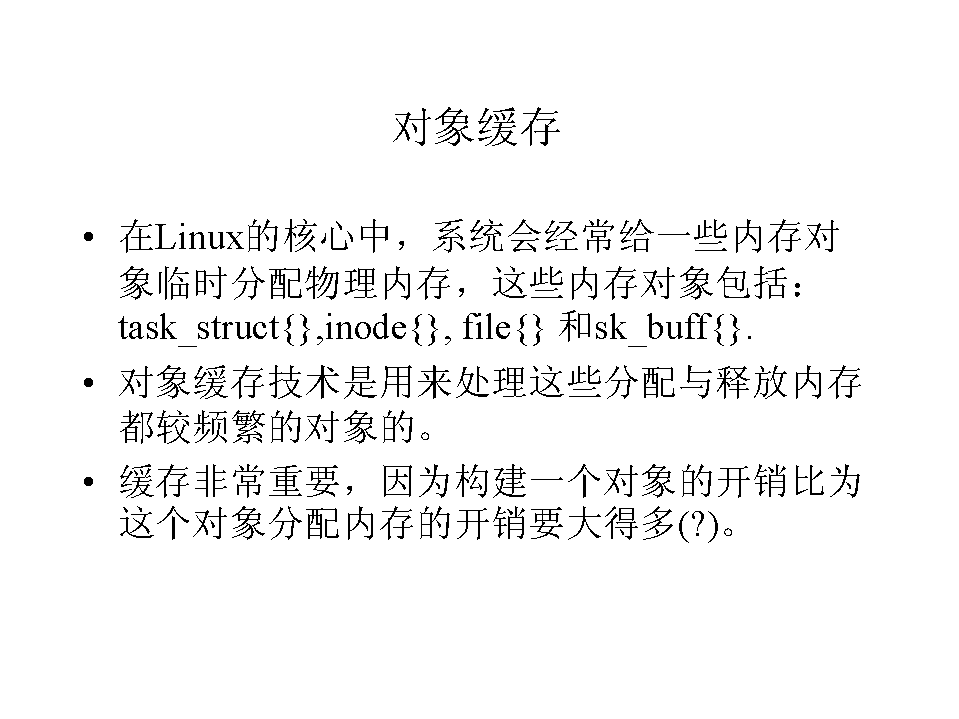 对象缓存
• 在Linux的核心中，系统会经常给一些内存对
象临时分配物理内存，这些内存对象包括：
task_struct{},inode{}, file{} 和sk_buff{}.
• 对象缓存技术是用来处理这些分配与释放内存
都较频繁的对象的。
• 缓存非常重要，因为构建一个对象的开销比为
这个对象分配内存的开销要大得多(?)。